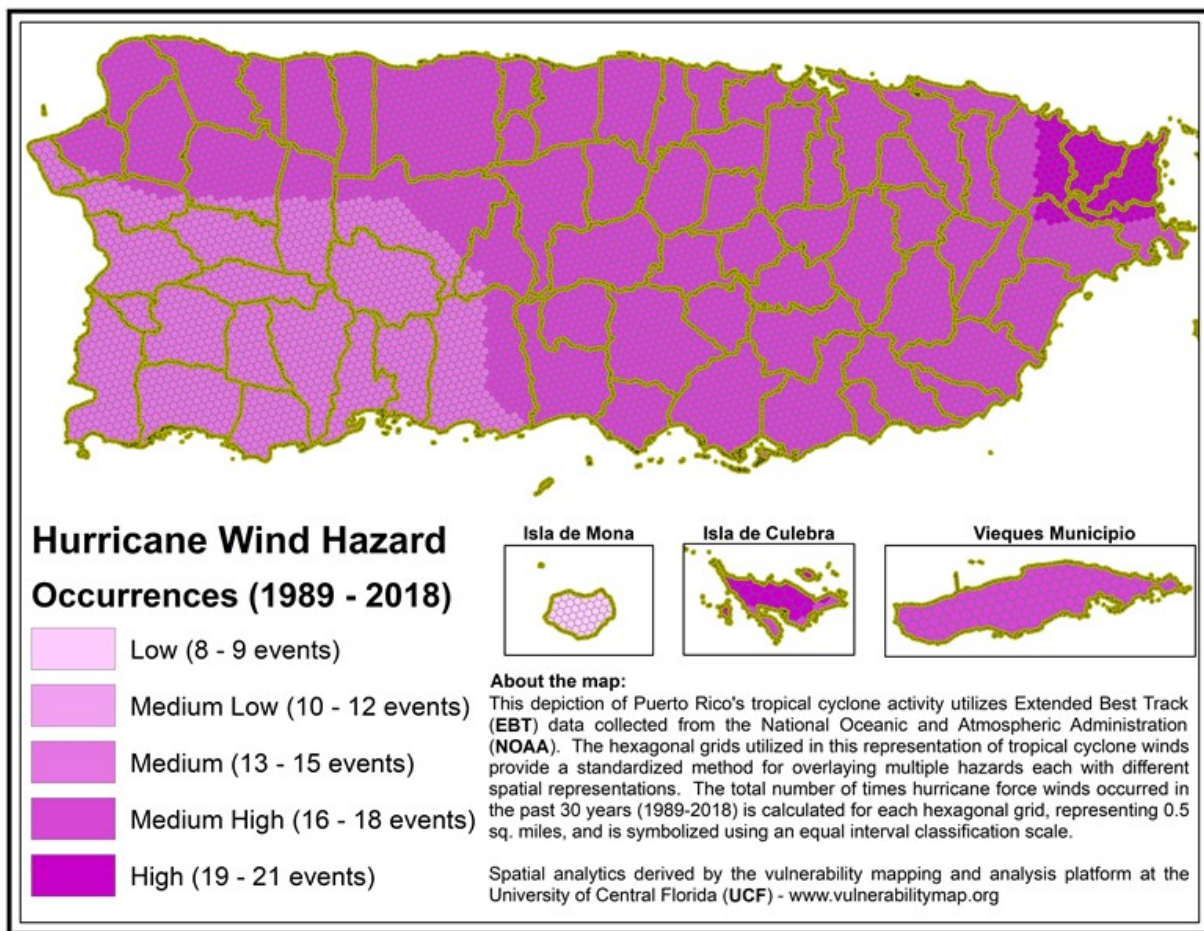 Hurricane Wind Hazard
Occurrences (1989 - 2018)
Low (8 - 9 events)
Medium Low (10 - 12 events)
Medium (13 - 15 events)
Medium High (16 - 18 events)
High (19 - 21 events)
Isla de Mona
Isla de Culebra
Vieques Municipio
About the map:
This depiction of Puerto Rico's tropical cyclone activity utilizes Extended Best Track
(EBT) data collected from the National Oceanic and Atmospheric Administration
(NOAA). The hexagonal grids utilized in this representation of tropical cyclone winds
provide a standardized method for overlaying multiple hazards each with different
spatial representations. The total number of times hurricane force winds occurred in
the past 30 years (1989-2018) is calculated for each hexagonal grid, representing 0.5
sq. miles, and is symbolized using an equal interval classification scale.
Spatial analytics derived by the vulnerability mapping and analysis platform at the
University of Central Florida (UCF) - www.vulnerabilitymap.org